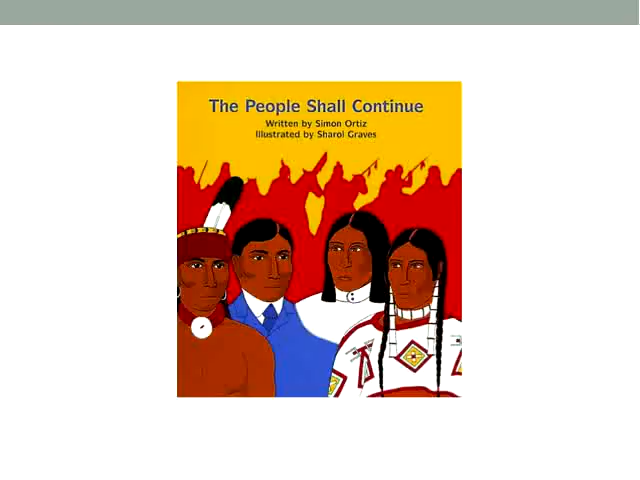 The People Shall Continue
Written by Simon Ortiz
Illustrated by Sharol Graves